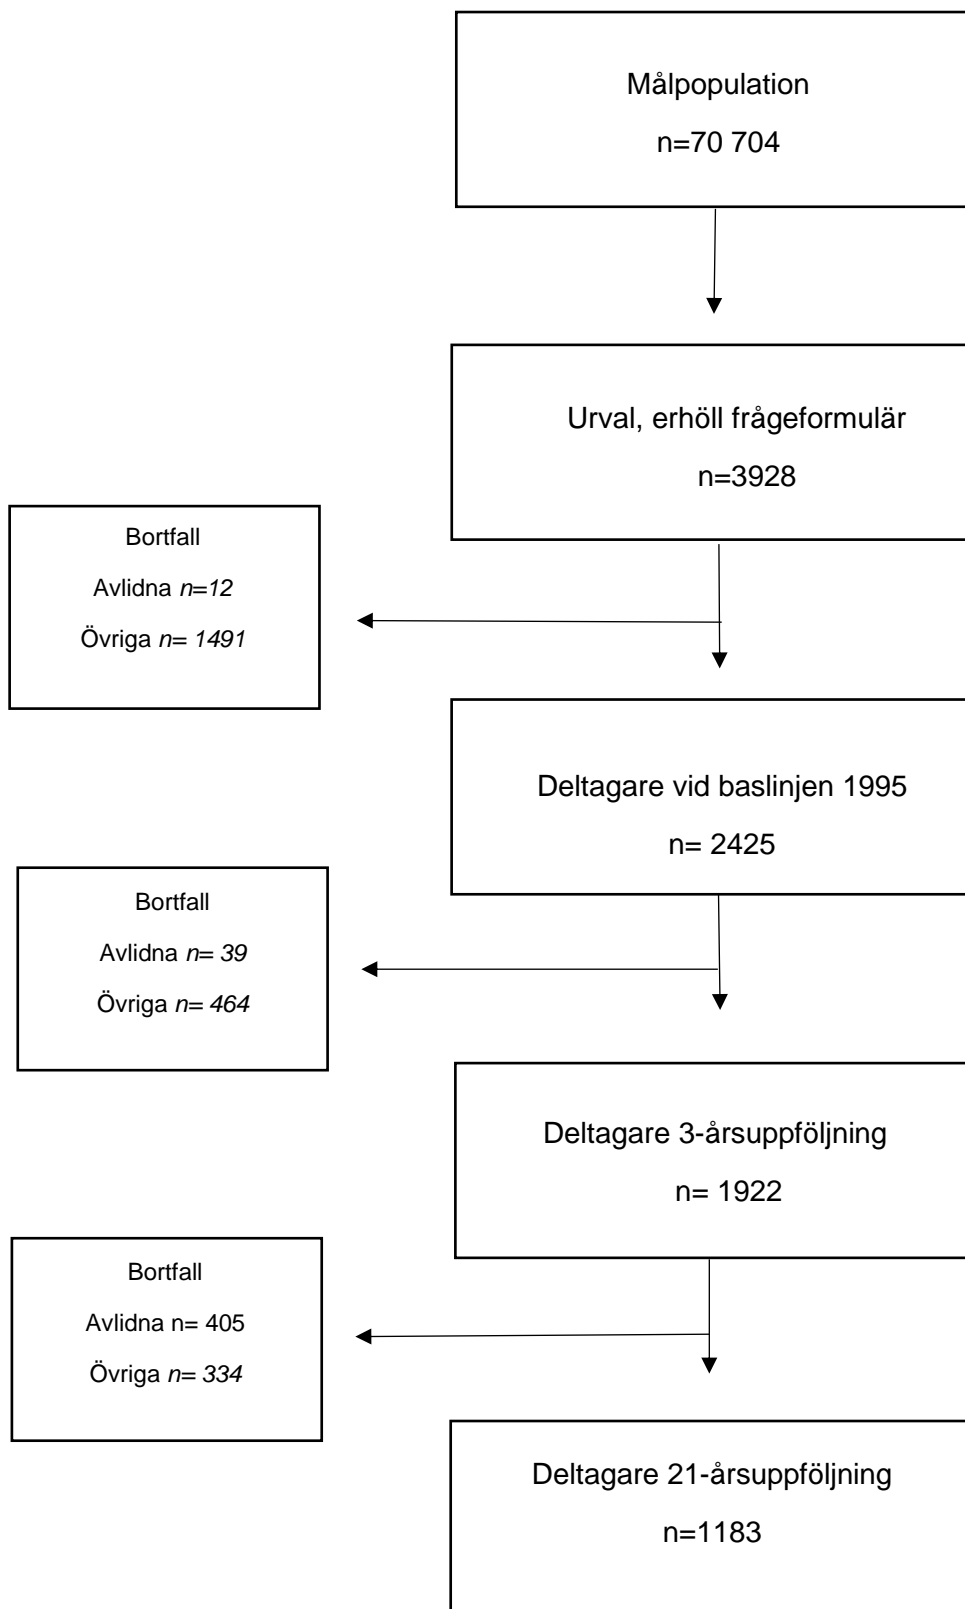 Målpopulation
n=70 704
Urval, erhöll frågeformulär
n=3928
Bortfall
Avlidna n=12
Övriga n= 1491
Deltagare vid baslinjen 1995
n= 2425
Bortfall
Avlidna n= 39
Övriga n= 464
Deltagare 3-årsuppföljning
n= 1922
Bortfall
Avlidna n= 405
Övriga n= 334
Deltagare 21-årsuppföljning
n=1183